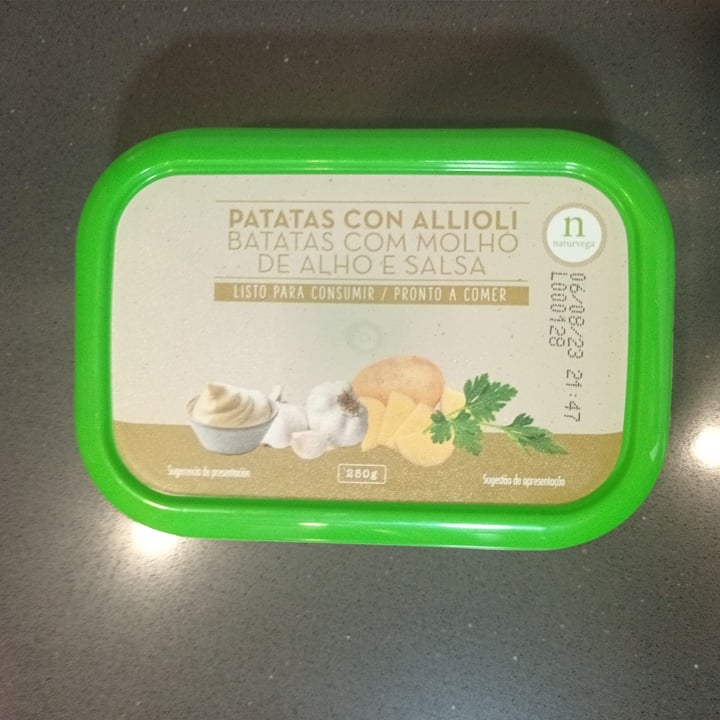 PATATAS CON ALLIOLI
BATATAS COM MOLHO
DE ALHO E SALSA
LISTO PARA CONSUMIR / PRONTO A COMER
n
naturvega
06/08/23 21:47
L000128
Sugerencia de presentación
250g
Sugestão de apresentação